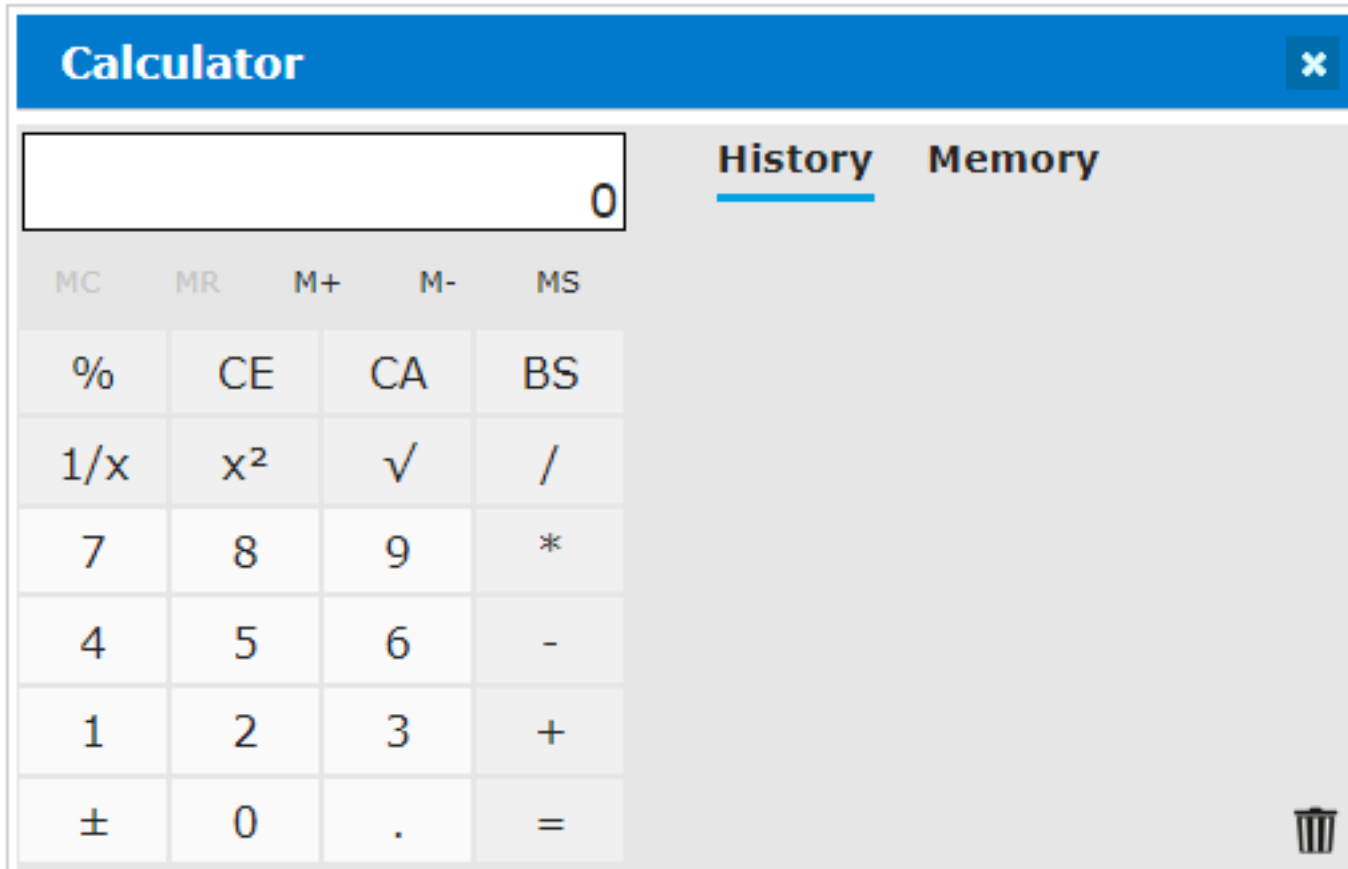 Calculator
0
History Memory
MC MR M+ M- MS
% CE CA BS
1/x x² √ /
7 8 9 *
4 5 6 -
1 2 3 +
± 0 . =